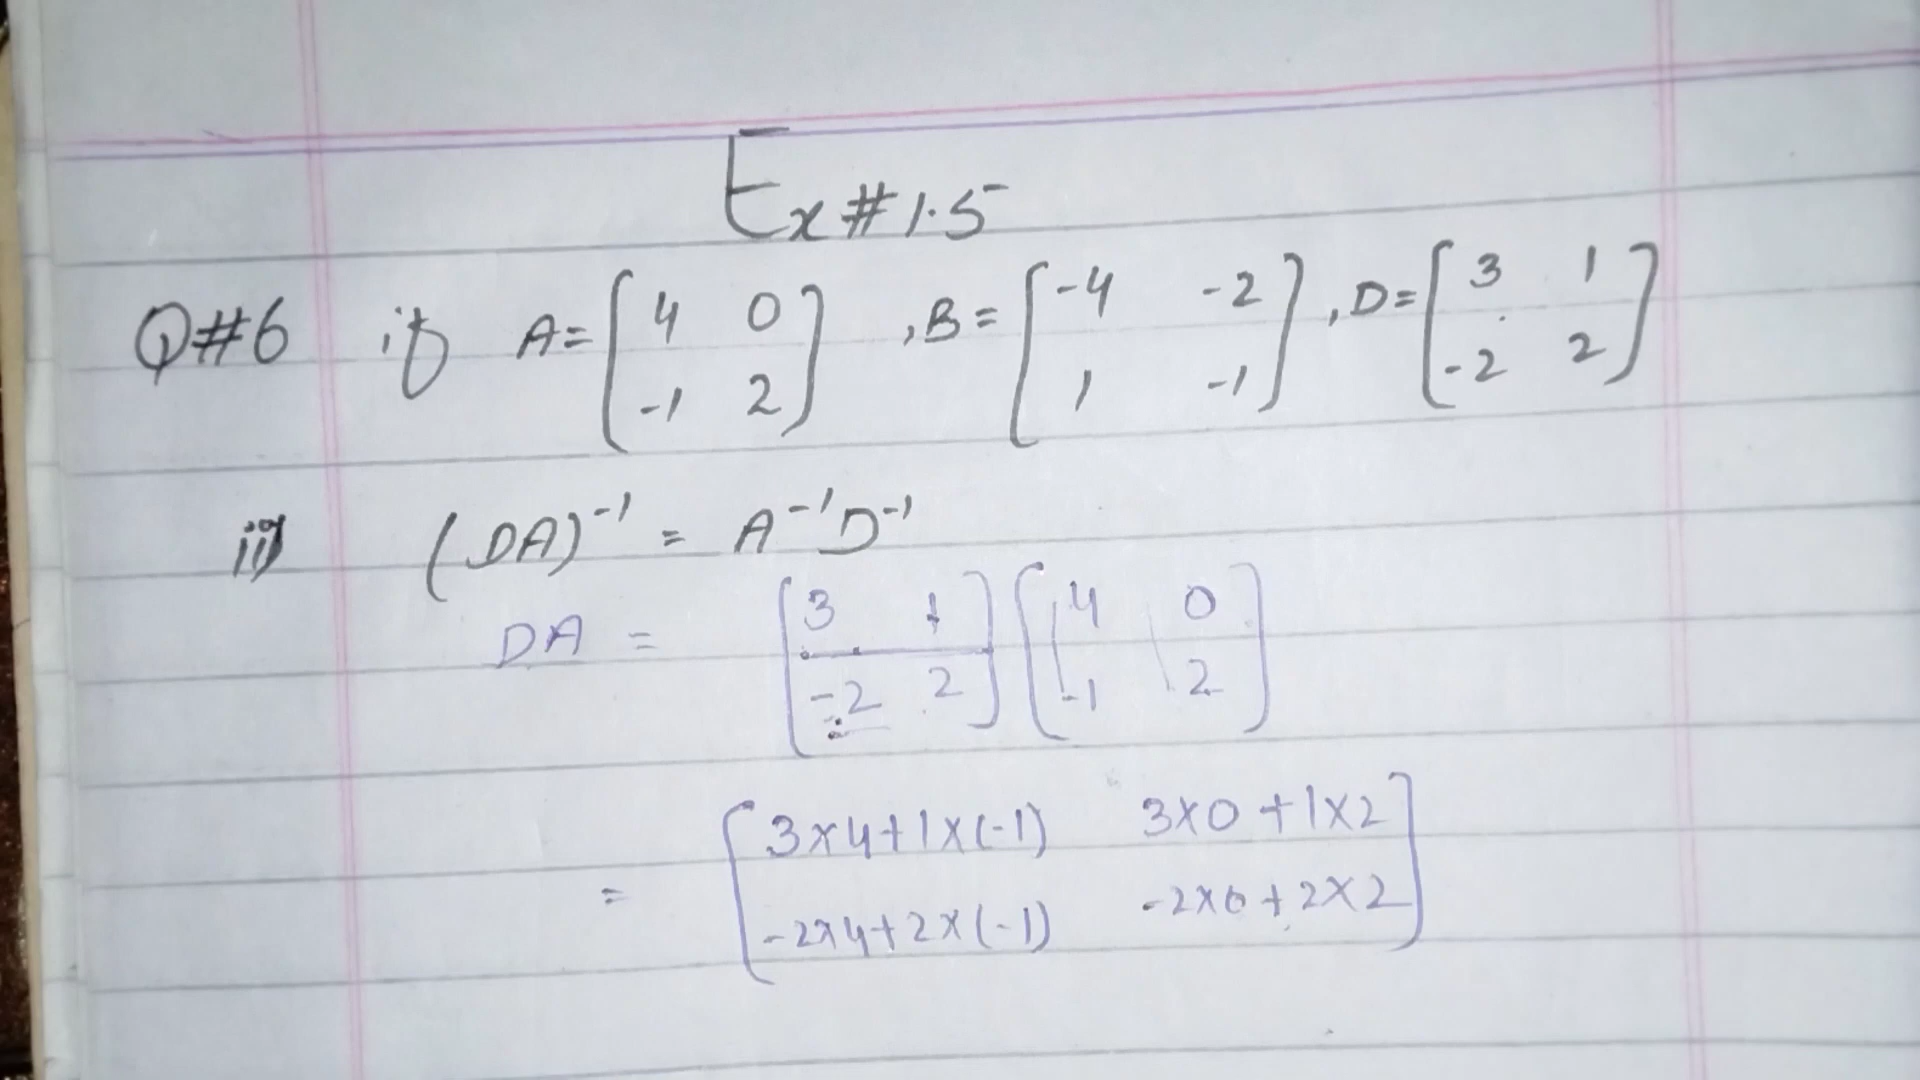 Ex#1.5
Q#6 if A=[4 0 -1 2] ,B=[-4 -2 1 -1] ,D=[3 1 -2 2]
ii) (DA)⁻¹ = A⁻¹D⁻¹
DA = [3 1 -2 2] [4 0 -1 2]
= [3×4+1×(-1) 3×0+1×2
-2×4+2×(-1) -2×0+2×2]